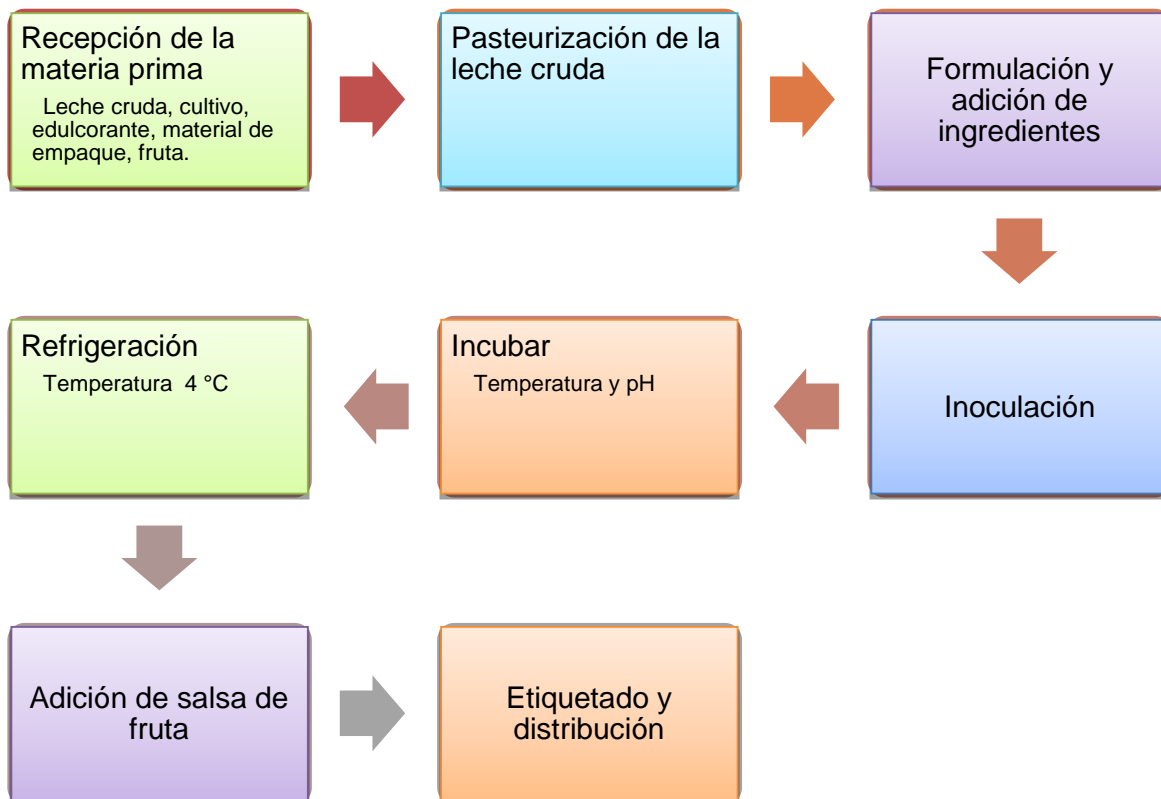 Recepción de la
materia prima
Leche cruda, cultivo,
edulcorante, material de
empaque, fruta.
Pasteurización de la
leche cruda
Formulación y
adición de
ingredientes
Inoculación
Incubar
Temperatura y pH
Refrigeración
Temperatura 4 °C
Adición de salsa de
fruta
Etiquetado y
distribución